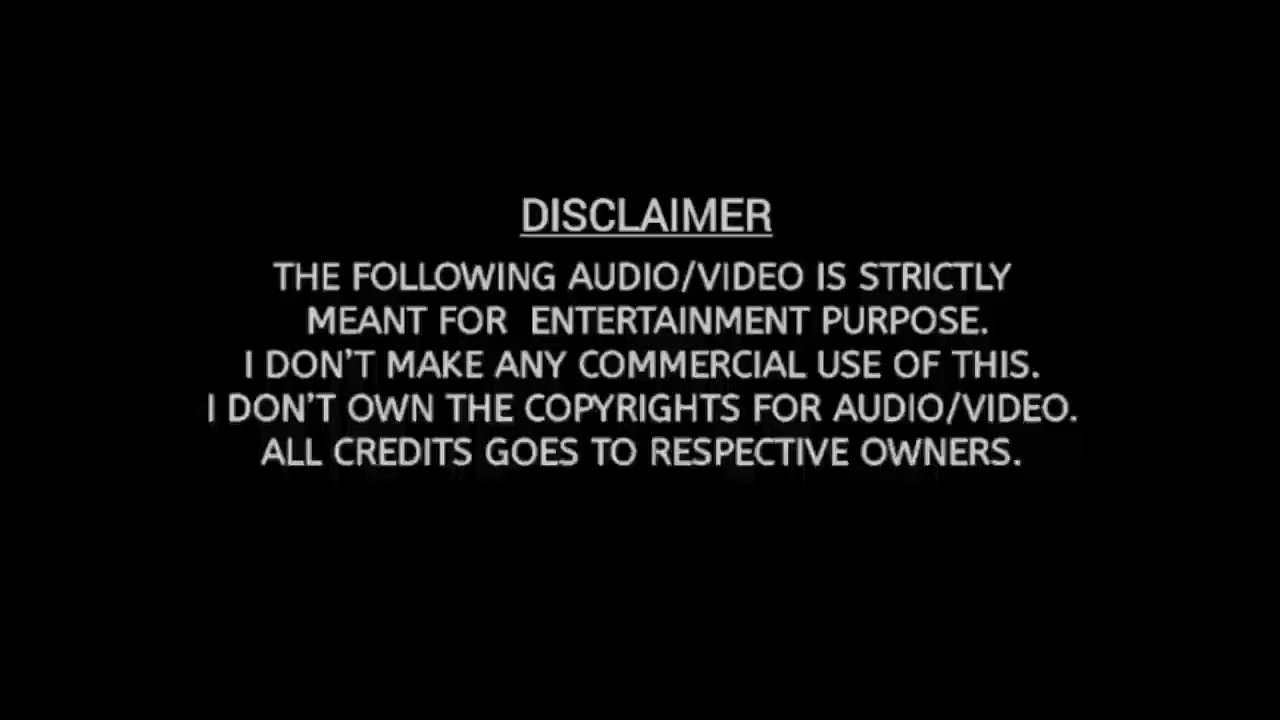 DISCLAIMER
THE FOLLOWING AUDIO/VIDEO IS STRICTLY
MEANT FOR  ENTERTAINMENT PURPOSE.
I DON’T MAKE ANY COMMERCIAL USE OF THIS.
I DON’T OWN THE COPYRIGHTS FOR AUDIO/VIDEO.
ALL CREDITS GOES TO RESPECTIVE OWNERS.